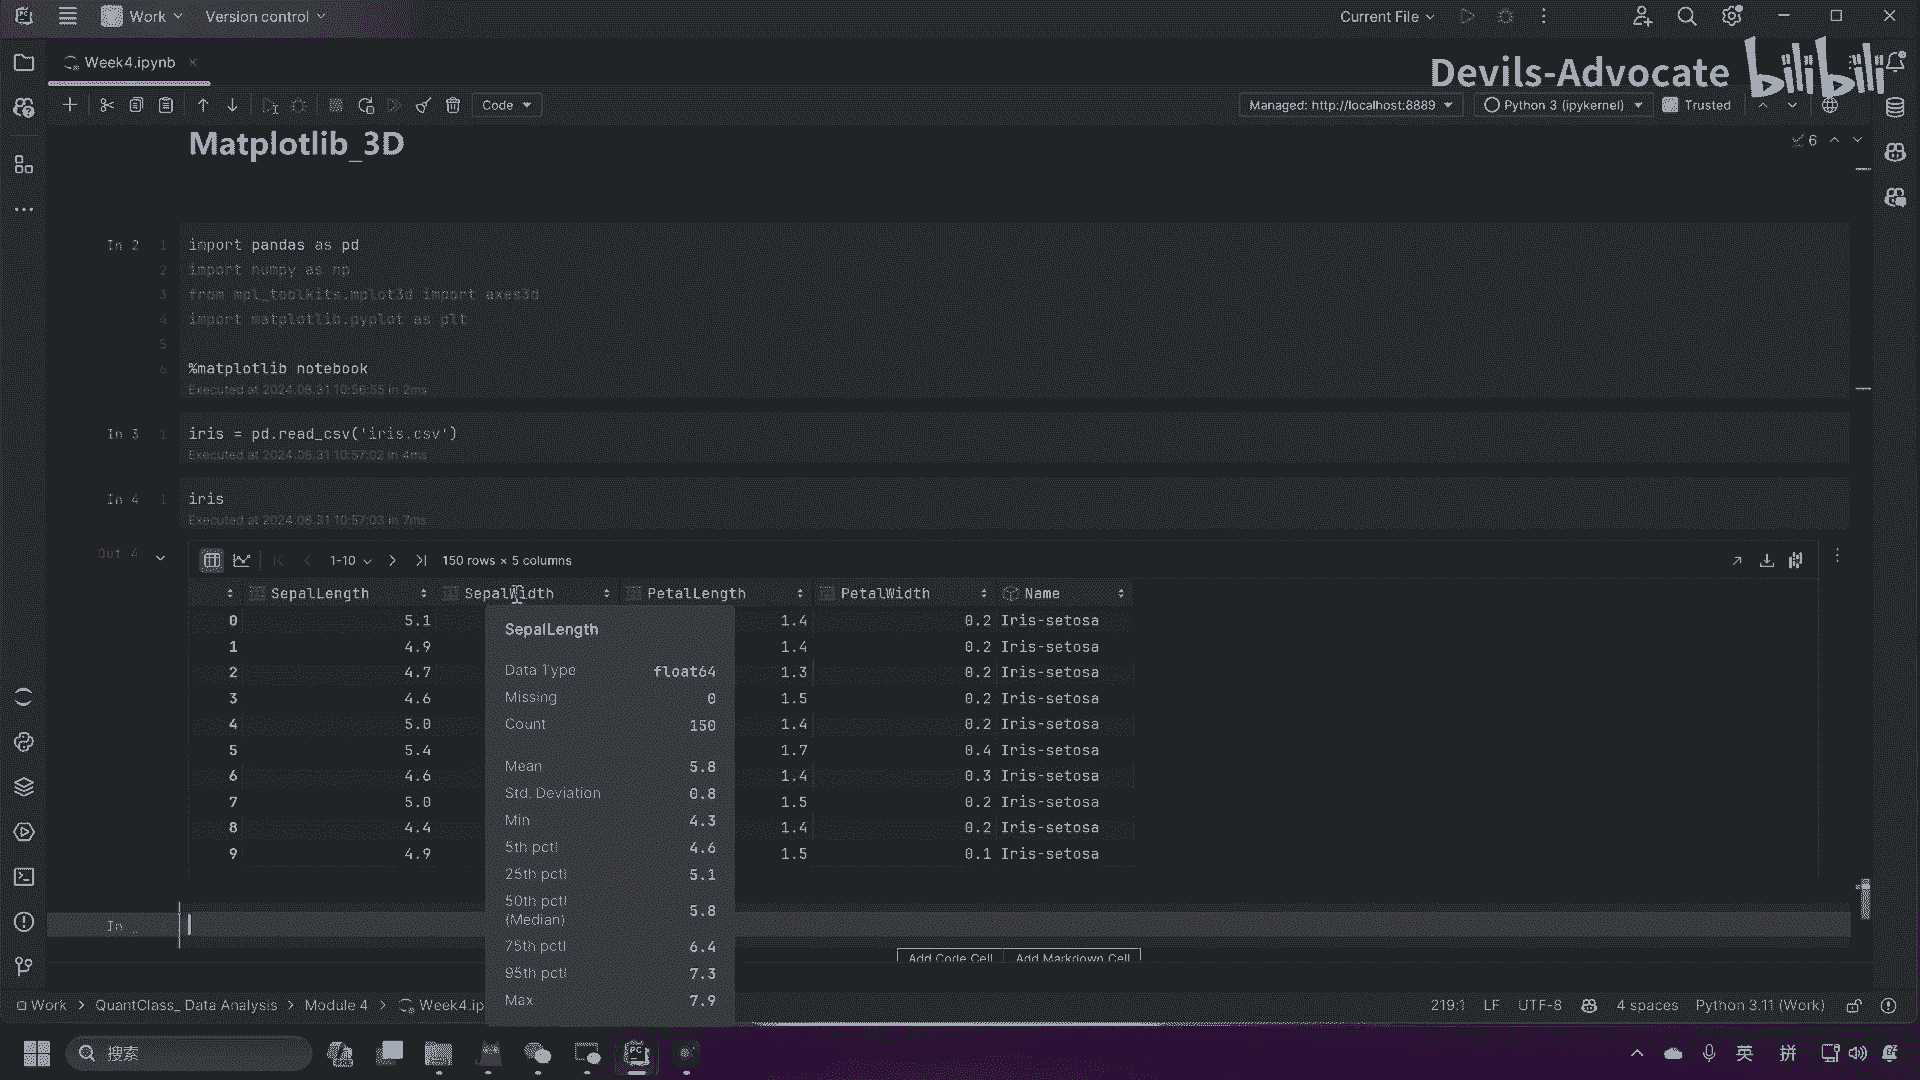 Work
Version control
Current File
Week4.ipynb
Devils-Advocate
bilibili
Code
Managed: http://localhost:8889
Python 3 (ipykernel)
Trusted
Matplotlib_3D
6
In 2
1 import pandas as pd
2 import numpy as np
3 from mpl_toolkits.mplot3d import axes3d
4 import matplotlib.pyplot as plt
5
6 %matplotlib notebook
Executed at 2024.08.31 10:56:55 in 2ms
In 3
1 iris = pd.read_csv('iris.csv')
Executed at 2024.08.31 10:57:02 in 4ms
In 4
1 iris
Executed at 2024.08.31 10:57:03 in 7ms
Out 4
1-10
150 rows × 5 columns
SepalLength SepalWidth PetalLength PetalWidth Name
0 5.1 1.4 0.2 Iris-setosa
1 4.9 1.4 0.2 Iris-setosa
2 4.7 1.3 0.2 Iris-setosa
3 4.6 1.5 0.2 Iris-setosa
4 5.0 1.4 0.2 Iris-setosa
5 5.4 1.7 0.4 Iris-setosa
6 4.6 1.4 0.3 Iris-setosa
7 5.0 1.5 0.2 Iris-setosa
8 4.4 1.4 0.2 Iris-setosa
9 4.9 1.5 0.1 Iris-setosa
SepalLength
Data Type float64
Missing 0
Count 150
Mean 5.8
Std. Deviation 0.8
Min 4.3
5th pctl 4.6
25th pctl 5.1
50th pctl
(Median) 5.8
75th pctl 6.4
95th pctl 7.3
Max 7.9
In _
Add Code Cell
Add Markdown Cell
Work > QuantClass_ Data Analysis > Module 4 > Week4.ip
219:1
LF
UTF-8
4 spaces
Python 3.11 (Work)
搜索
英
拼